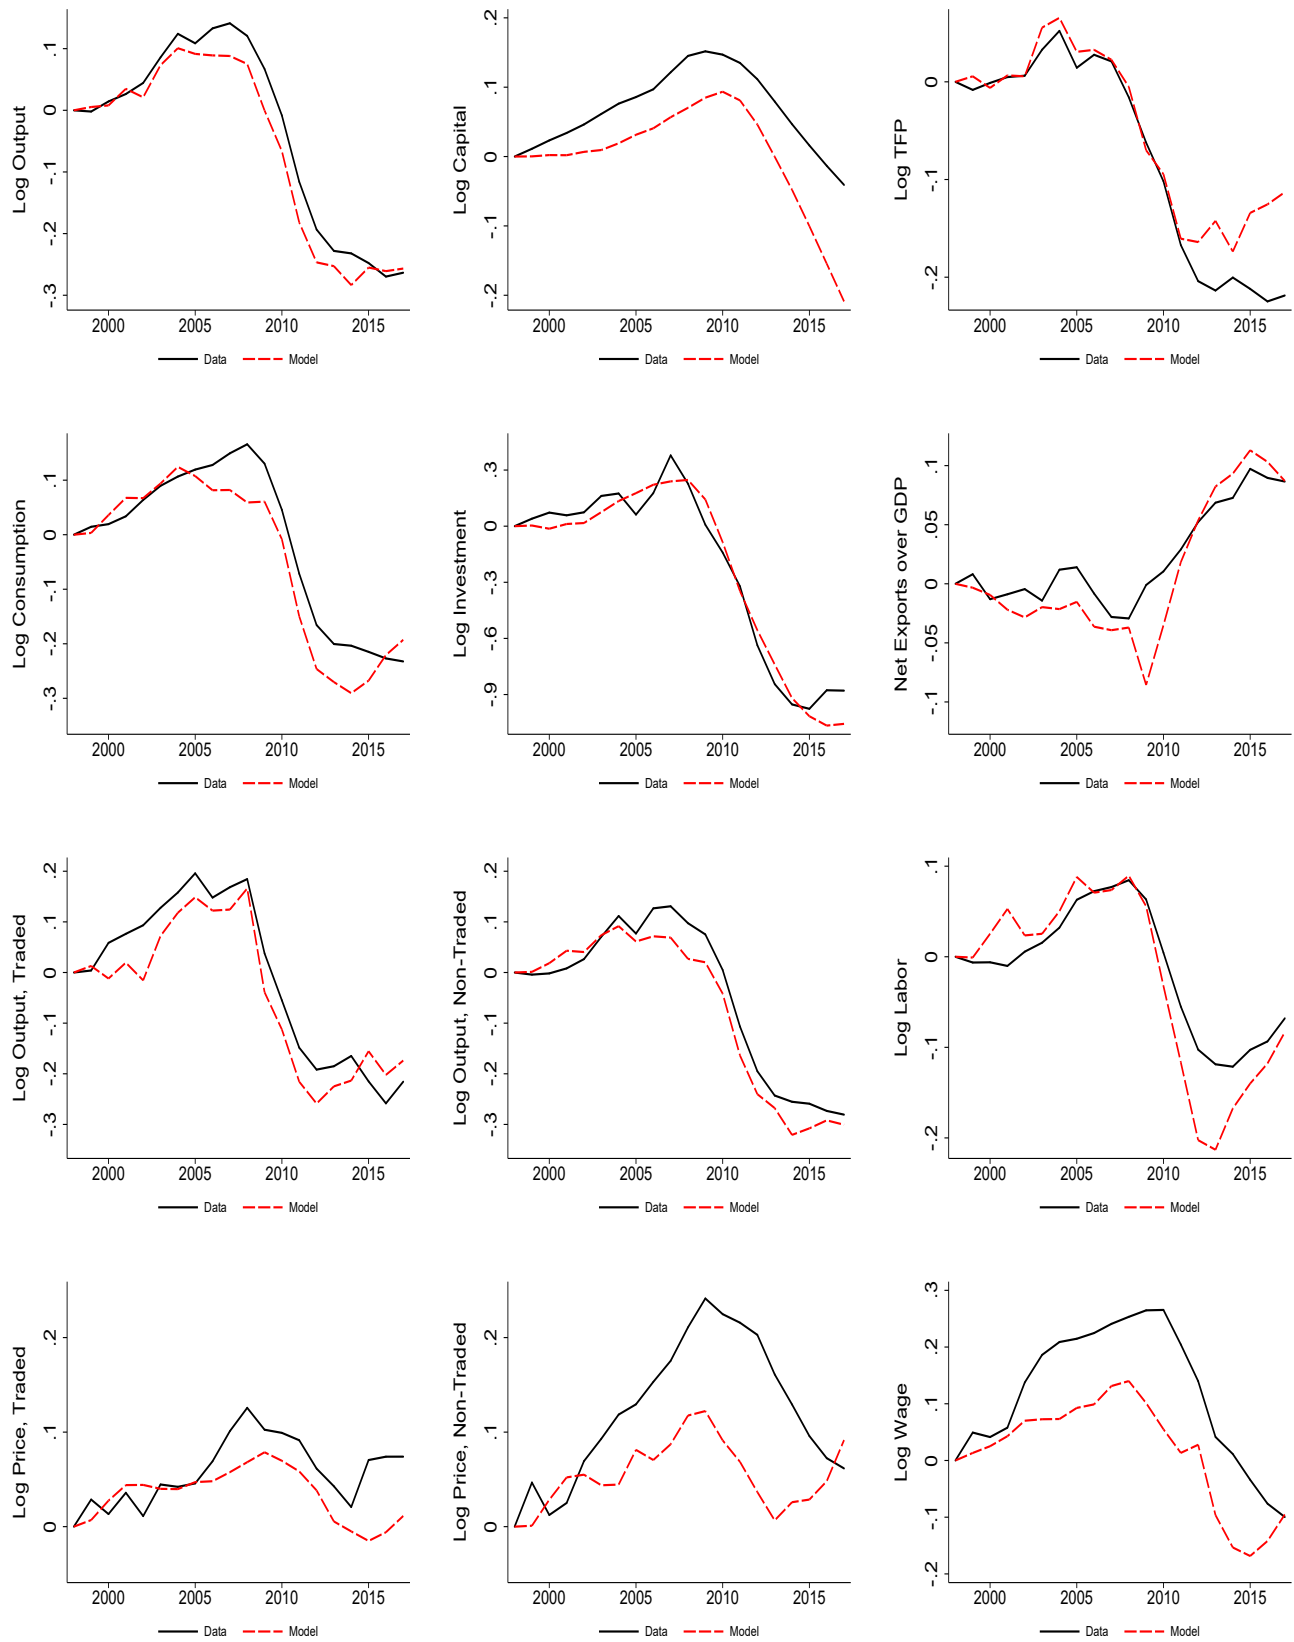 Log Output
.1
0
-.1
-.2
-.3
2000 2005 2010 2015
Data Model
Log Capital
.2
.1
0
-.1
-.2
2000 2005 2010 2015
Data Model
Log TFP
0
-.1
-.2
2000 2005 2010 2015
Data Model
Log Consumption
.1
0
-.1
-.2
-.3
2000 2005 2010 2015
Data Model
Log Investment
.3
0
-.3
-.6
-.9
2000 2005 2010 2015
Data Model
Net Exports over GDP
.1
.05
0
-.05
-.1
2000 2005 2010 2015
Data Model
Log Output, Traded
.2
.1
0
-.1
-.2
-.3
2000 2005 2010 2015
Data Model
Log Output, Non-Traded
.2
.1
0
-.1
-.2
-.3
2000 2005 2010 2015
Data Model
Log Labor
.1
0
-.1
-.2
2000 2005 2010 2015
Data Model
Log Price, Traded
.2
.1
0
2000 2005 2010 2015
Data Model
Log Price, Non-Traded
.2
.1
0
2000 2005 2010 2015
Data Model
Log Wage
.3
.2
.1
0
-.1
-.2
2000 2005 2010 2015
Data Model